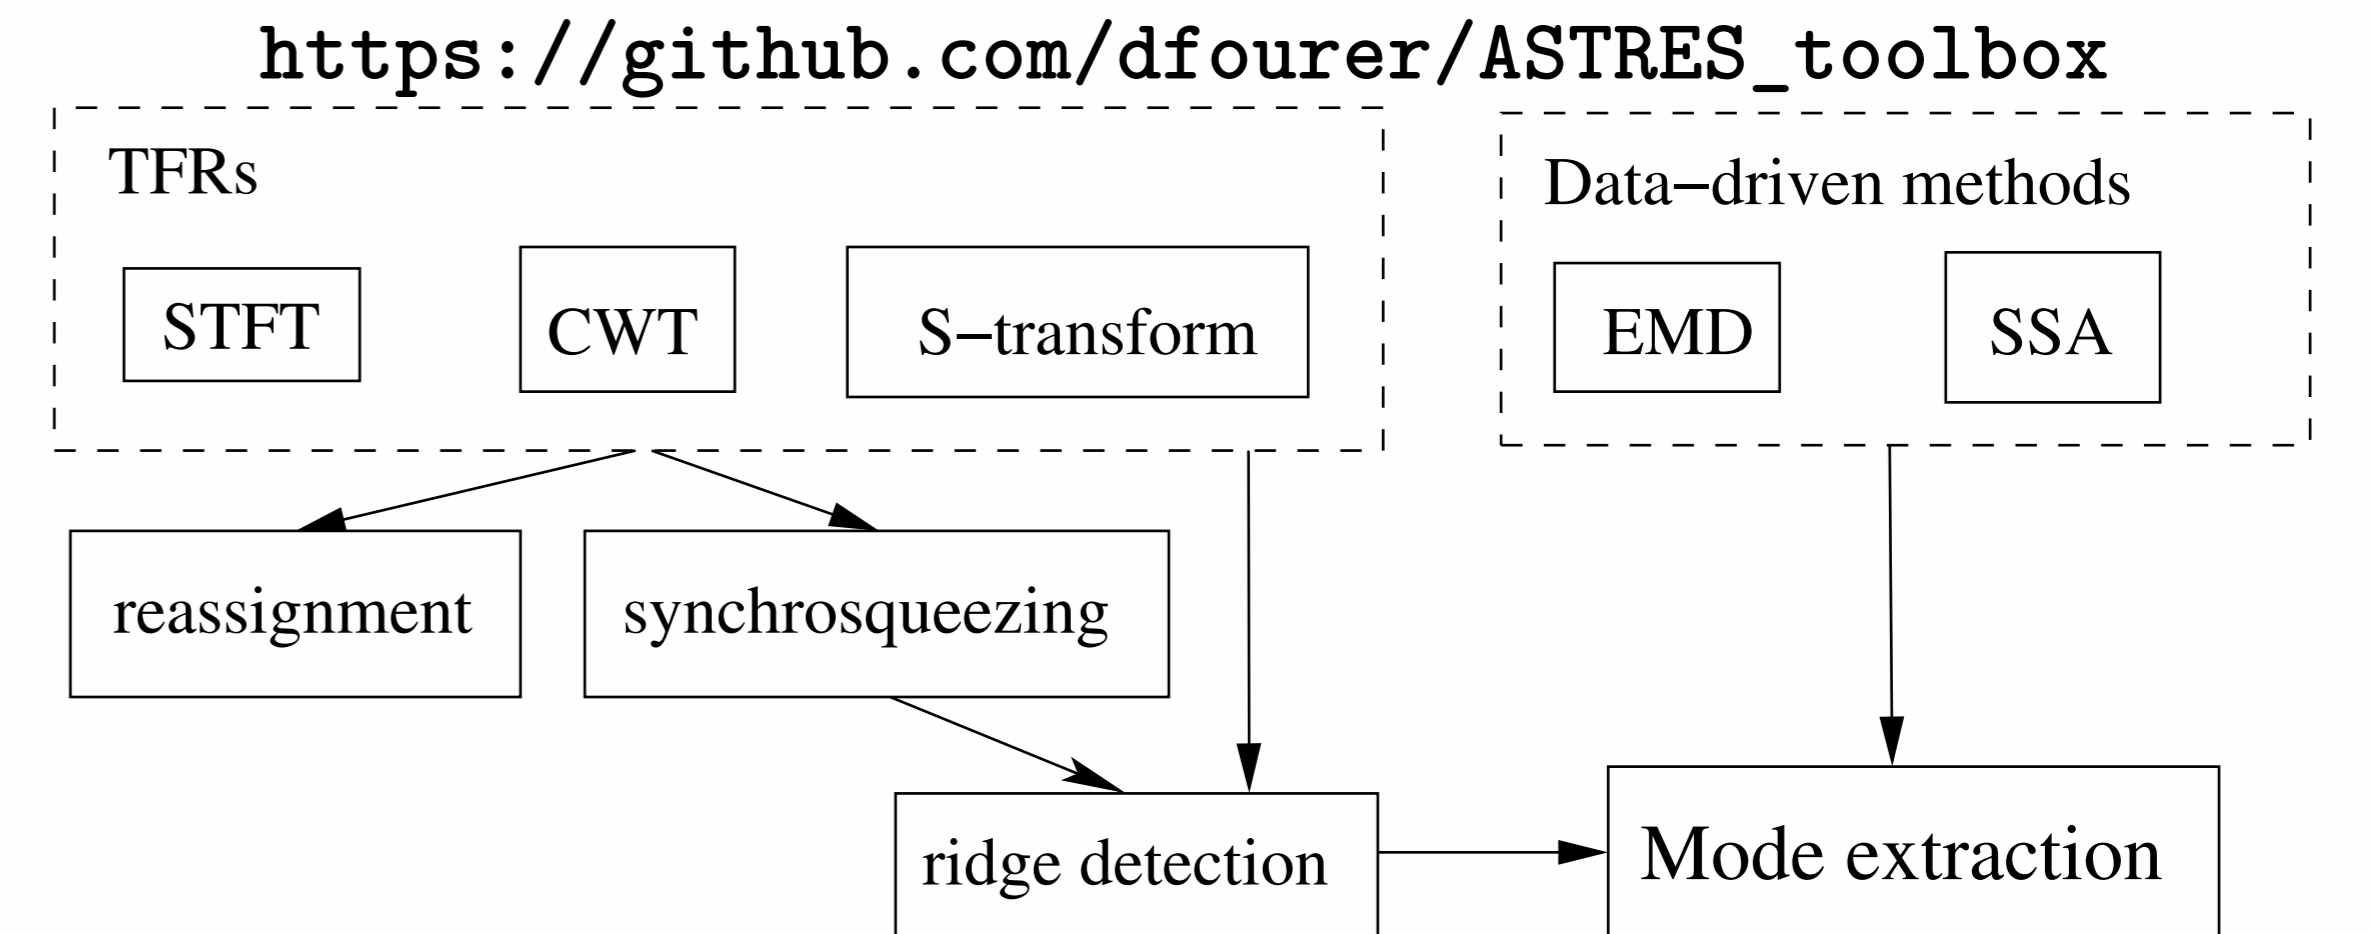 https://github.com/dfourer/ASTRES_toolbox
TFRs
Data–driven methods
STFT
CWT
S–transform
EMD
SSA
reassignment
synchrosqueezing
ridge detection
Mode extraction